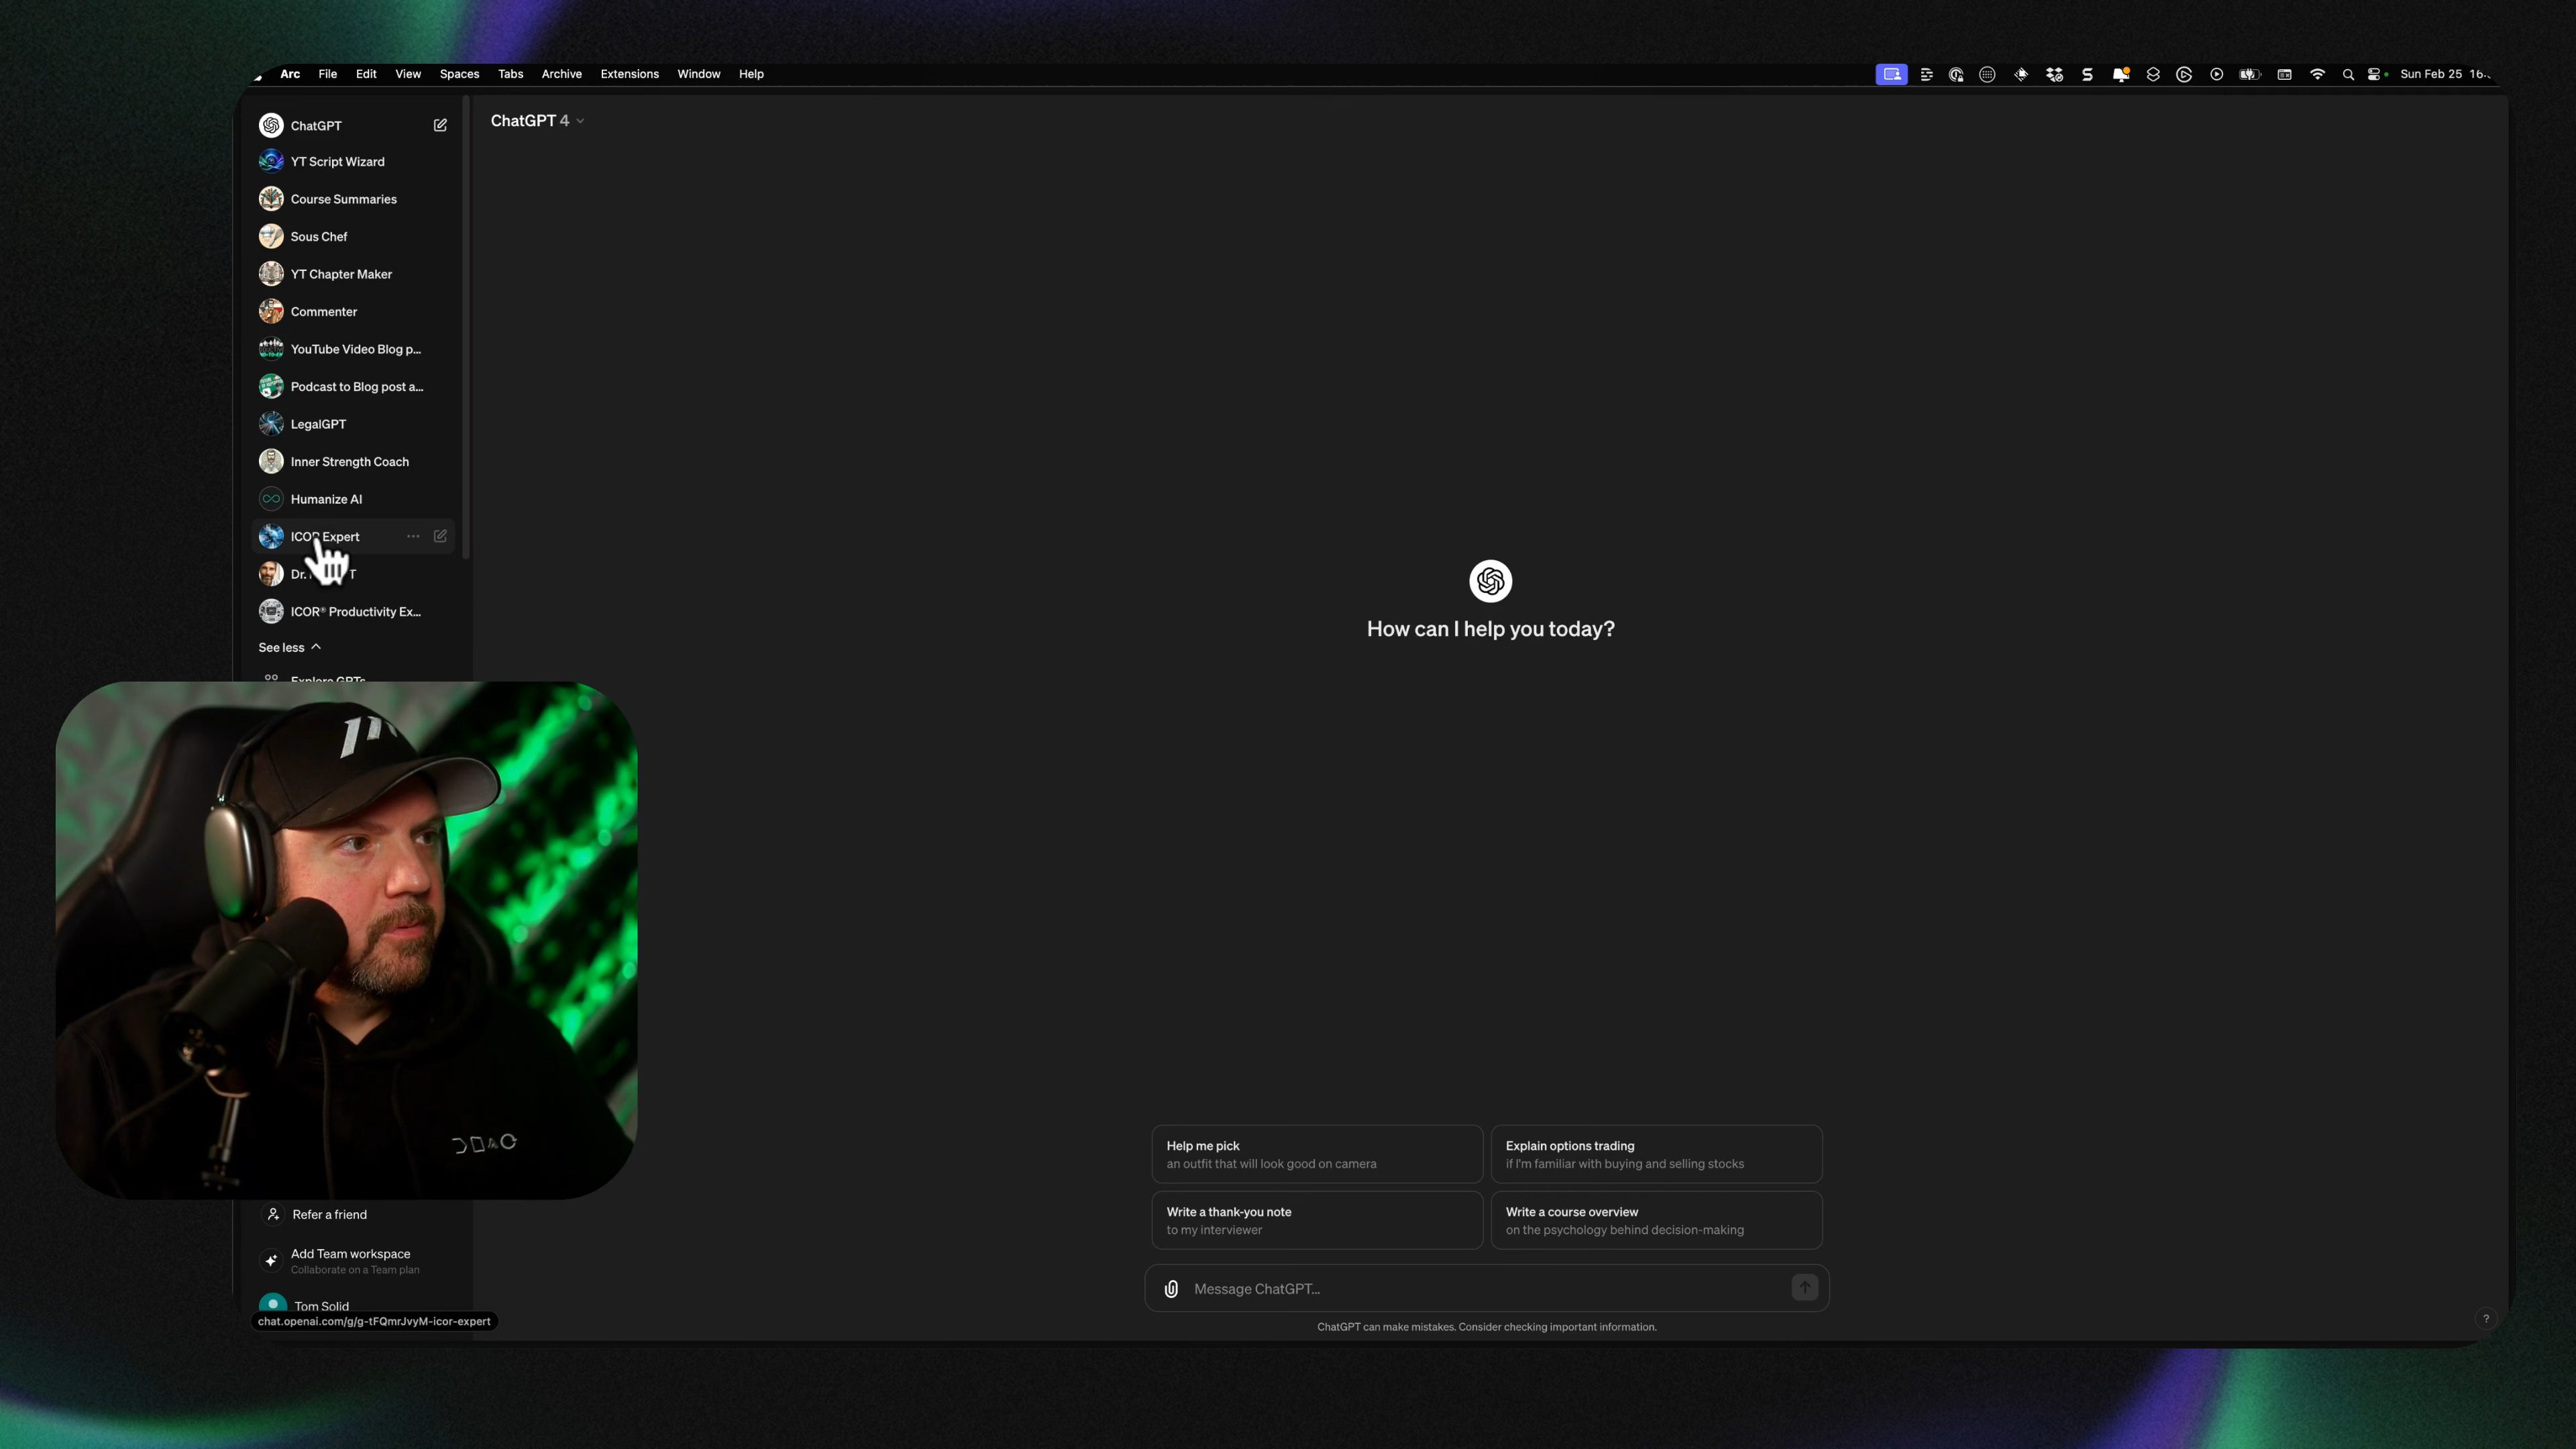 Arc File Edit View Spaces Tabs Archive Extensions Window Help
Sun Feb 25
ChatGPT
YT Script Wizard
Course Summaries
Sous Chef
YT Chapter Maker
Commenter
YouTube Video Blog p...
Podcast to Blog post a...
LegalGPT
Inner Strength Coach
Humanize AI
ICOR Expert
Dr.
ICOR® Productivity Ex...
See less
Explore GPTs
Refer a friend
Add Team workspace
Collaborate on a Team plan
Tom Solid
chat.openai.com/g/g-tFQmrJvyM-icor-expert
ChatGPT 4
How can I help you today?
Help me pick
an outfit that will look good on camera
Explain options trading
if I'm familiar with buying and selling stocks
Write a thank-you note
to my interviewer
Write a course overview
on the psychology behind decision-making
Message ChatGPT...
ChatGPT can make mistakes. Consider checking important information.
?